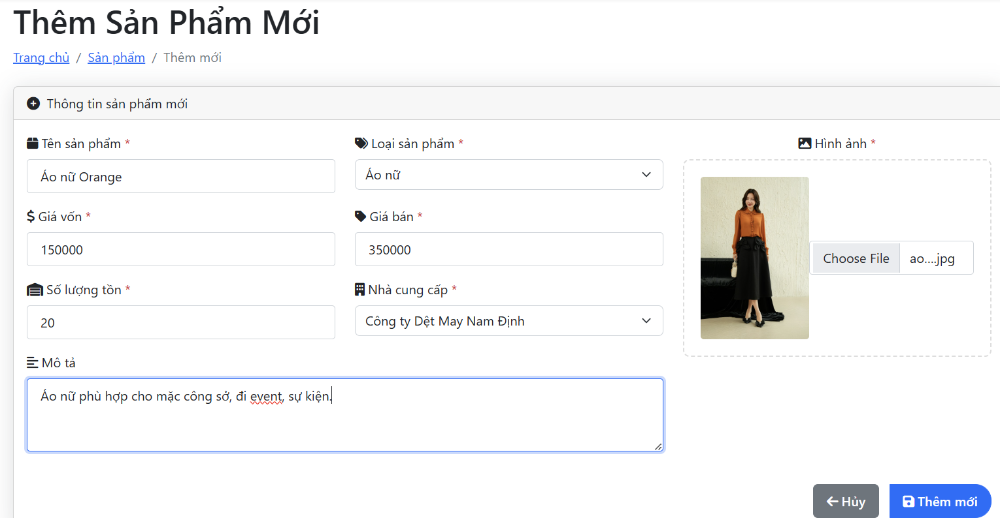 Thêm Sản Phẩm Mới
Trang chủ / Sản phẩm / Thêm mới
Thông tin sản phẩm mới
Tên sản phẩm *
Áo nữ Orange
Loại sản phẩm *
Áo nữ
Hình ảnh *
Choose File ao....jpg
$ Giá vốn *
150000
Giá bán *
350000
Số lượng tồn *
20
Nhà cung cấp *
Công ty Dệt May Nam Định
Mô tả
Áo nữ phù hợp cho mặc công sở, đi event, sự kiện.
Hủy
Thêm mới